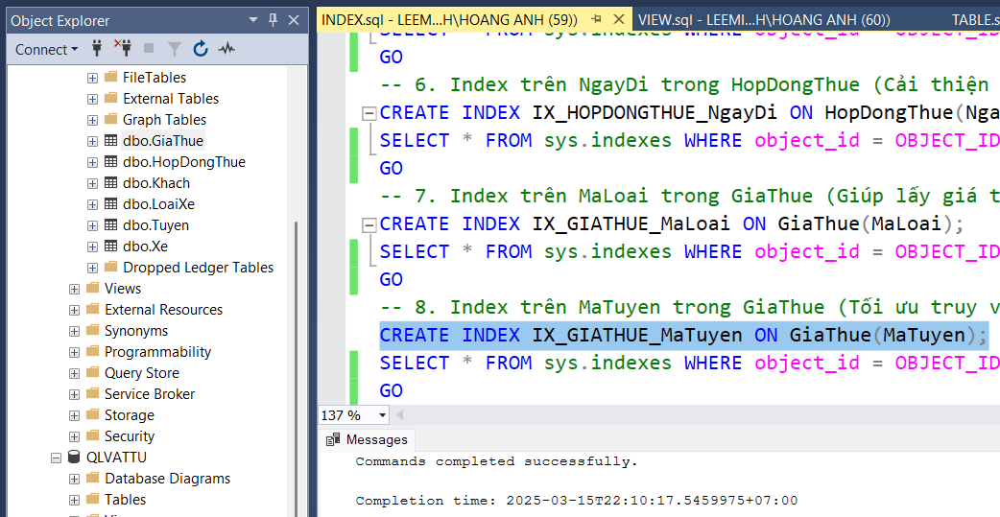 Object Explorer
Connect
FileTables
External Tables
Graph Tables
dbo.GiaThue
dbo.HopDongThue
dbo.Khach
dbo.LoaiXe
dbo.Tuyen
dbo.Xe
Dropped Ledger Tables
Views
External Resources
Synonyms
Programmability
Query Store
Service Broker
Storage
Security
QLVATTU
Database Diagrams
Tables
INDEX.sql - LEEM...H\HOANG ANH (59))
VIEW.sql - LEEMI...H\HOANG ANH (60))
TABLE.s
SELECT * FROM sys.indexes WHERE object_id = OBJECT_ID
GO
-- 6. Index trên NgayDi trong HopDongThue (Cải thiện
CREATE INDEX IX_HOPDONGTHUE_NgayDi ON HopDongThue(Nga
SELECT * FROM sys.indexes WHERE object_id = OBJECT_ID
GO
-- 7. Index trên MaLoai trong GiaThue (Giúp lấy giá t
CREATE INDEX IX_GIATHUE_MaLoai ON GiaThue(MaLoai);
SELECT * FROM sys.indexes WHERE object_id = OBJECT_ID
GO
-- 8. Index trên MaTuyen trong GiaThue (Tối ưu truy v
CREATE INDEX IX_GIATHUE_MaTuyen ON GiaThue(MaTuyen);
SELECT * FROM sys.indexes WHERE object_id = OBJECT_ID
GO
137 %
Messages
Commands completed successfully.
Completion time: 2025-03-15T22:10:17.5459975+07:00